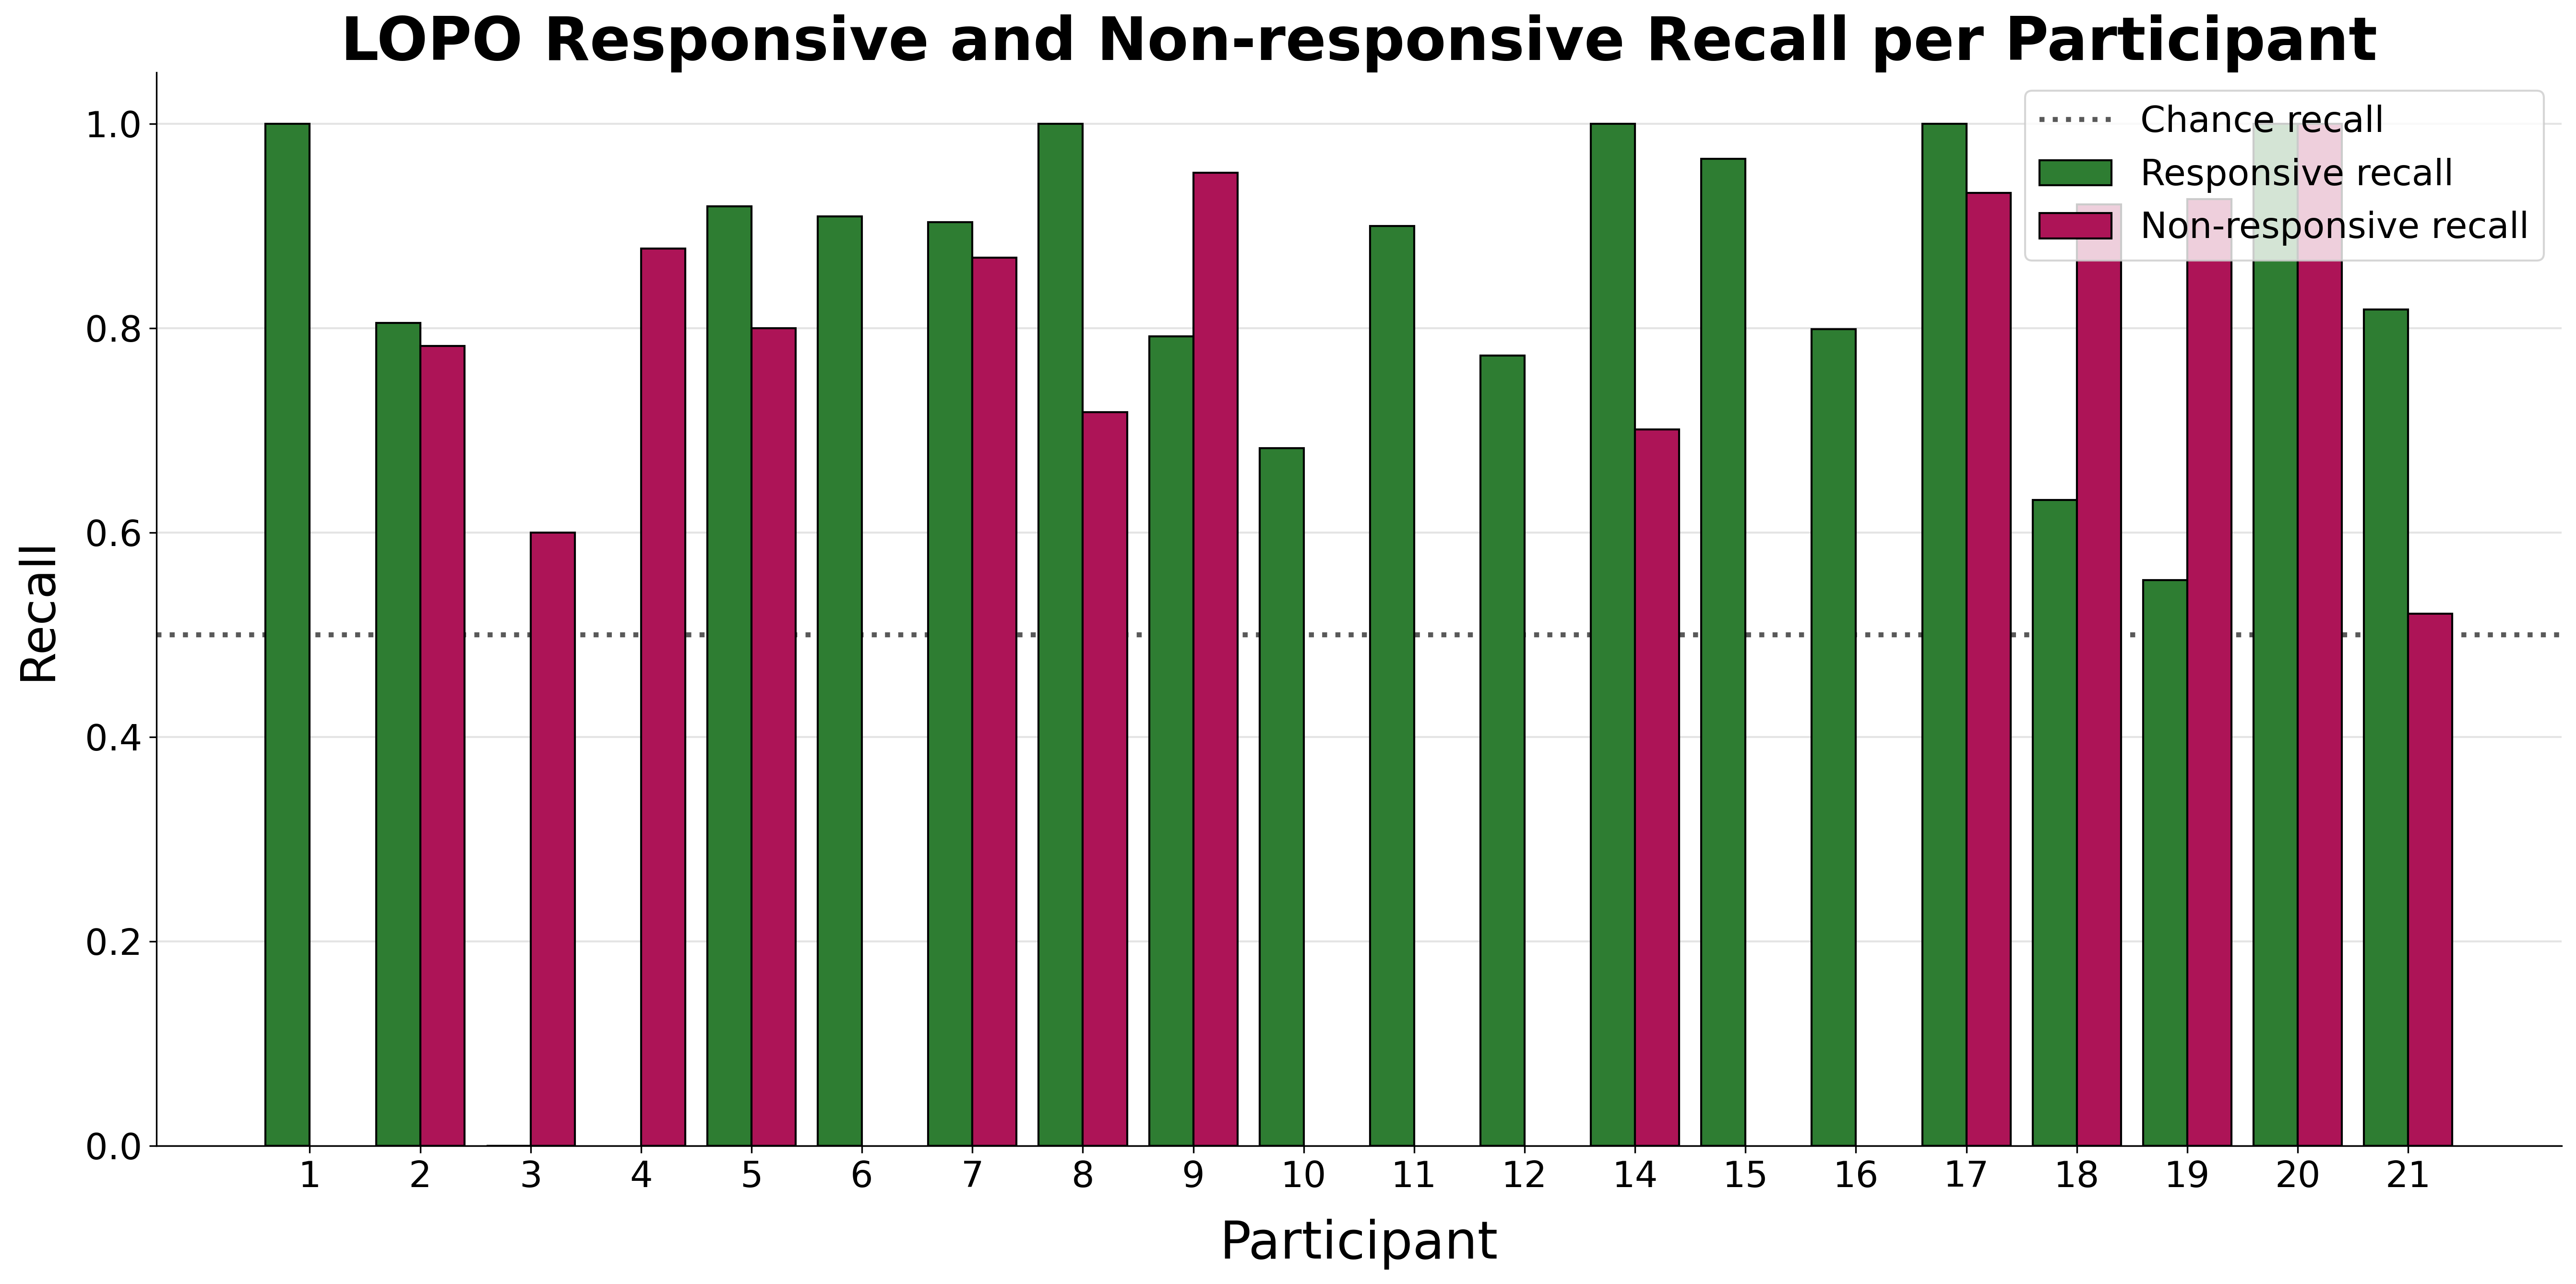 LOPO Responsive and Non-responsive Recall per Participant
Chance recall
Responsive recall
Non-responsive recall
1.0
0.8
0.6
0.4
0.2
0.0
Recall
1 2 3 4 5 6 7 8 9 10 11 12 14 15 16 17 18 19 20 21
Participant